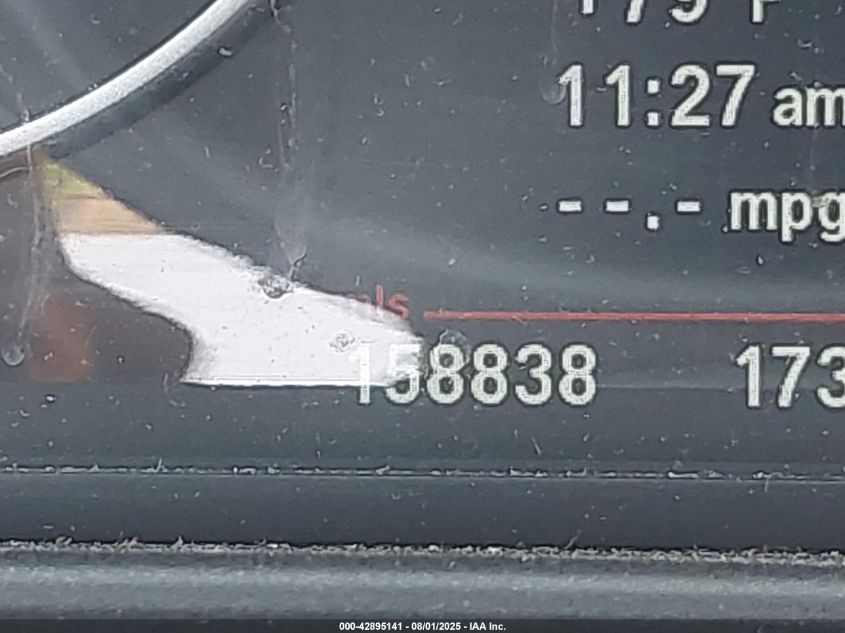 11:27 am
--.- mpg
158838 173
000-42895141 - 08/01/2025 - IAA Inc.